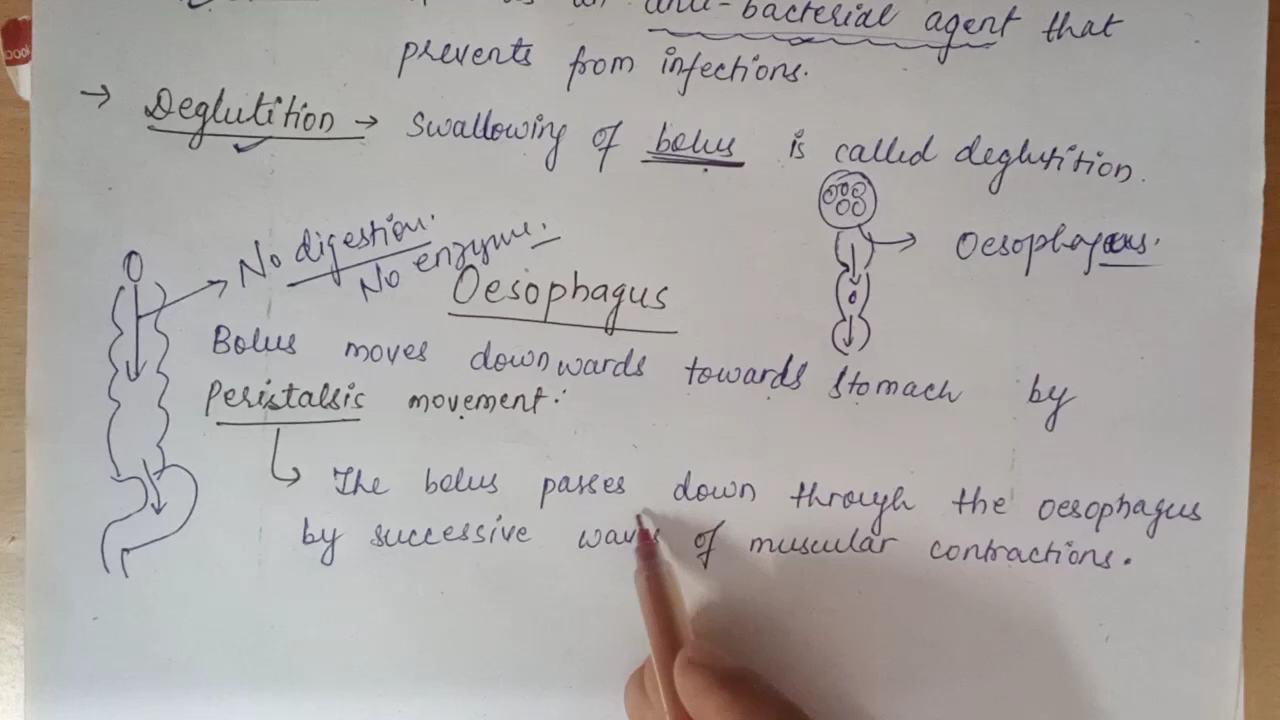 anti-bacterial agent that
prevents from infections.
→ Deglutition → Swallowing of bolus is called deglutition.
No digestion.
No enzyme.
Oesophagus
Bolus moves downwards towards stomach by
Peristalsis movement.
The bolus passes down through the oesophagus
by successive waves of muscular contractions.